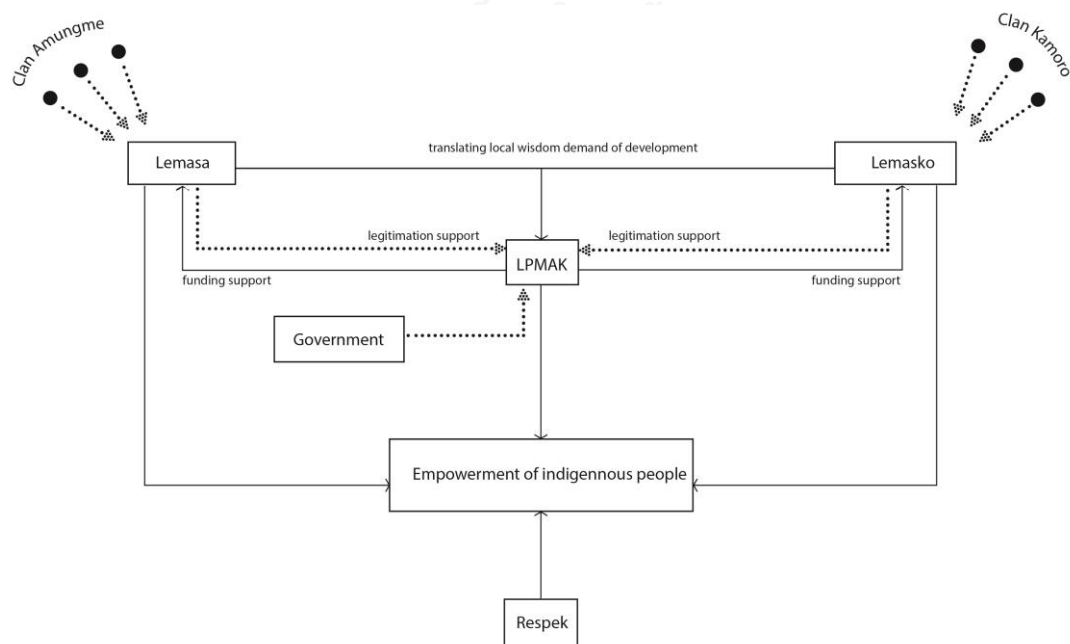 Clan Amungme
Clan Kamoro
Lemasa
translating local wisdom demand of development
Lemasko
legitimation support
legitimation support
LPMAK
funding support
funding support
Government
Empowerment of indigennous people
Respek